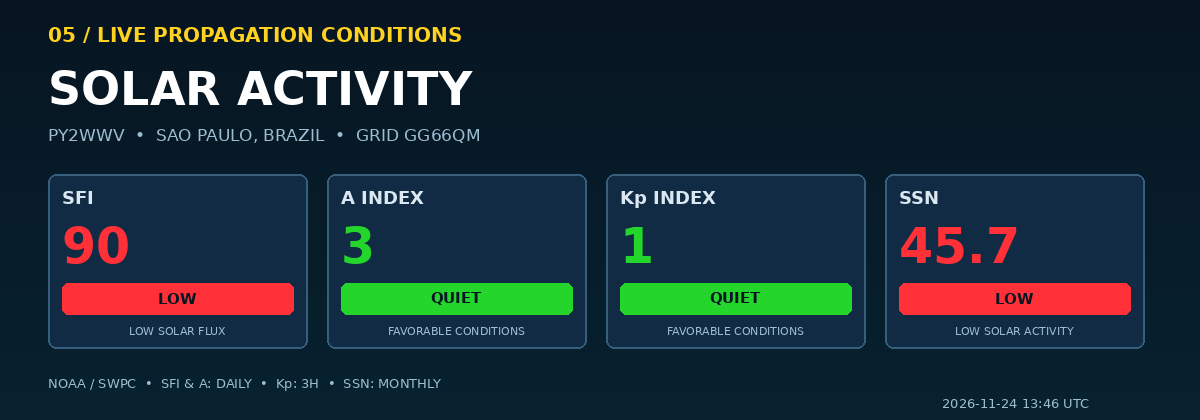 05 / LIVE PROPAGATION CONDITIONS
SOLAR ACTIVITY
PY2WWV • SAO PAULO, BRAZIL • GRID GG66QM
SFI
90
LOW
LOW SOLAR FLUX
A INDEX
3
QUIET
FAVORABLE CONDITIONS
Kp INDEX
1
QUIET
FAVORABLE CONDITIONS
SSN
45.7
LOW
LOW SOLAR ACTIVITY
NOAA / SWPC • SFI & A: DAILY • Kp: 3H • SSN: MONTHLY
2026-11-24 13:46 UTC